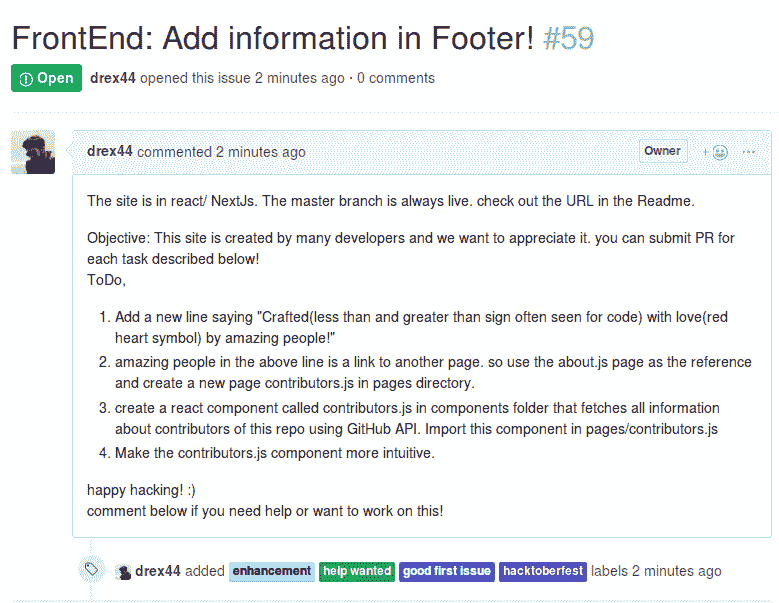 FrontEnd: Add information in Footer! #59
Open drex44 opened this issue 2 minutes ago · 0 comments
drex44 commented 2 minutes ago Owner + ...
The site is in react/ NextJs. The master branch is always live. check out the URL in the Readme.
Objective: This site is created by many developers and we want to appreciate it. you can submit PR for
each task described below!
ToDo,
1. Add a new line saying "Crafted(less than and greater than sign often seen for code) with love(red
heart symbol) by amazing people!"
2. amazing people in the above line is a link to another page. so use the about.js page as the reference
and create a new page contributors.js in pages directory.
3. create a react component called contributors.js in components folder that fetches all information
about contributors of this repo using GitHub API. Import this component in pages/contributors.js
4. Make the contributors.js component more intuitive.
happy hacking! :)
comment below if you need help or want to work on this!
drex44 added enhancement help wanted good first issue hacktoberfest labels 2 minutes ago